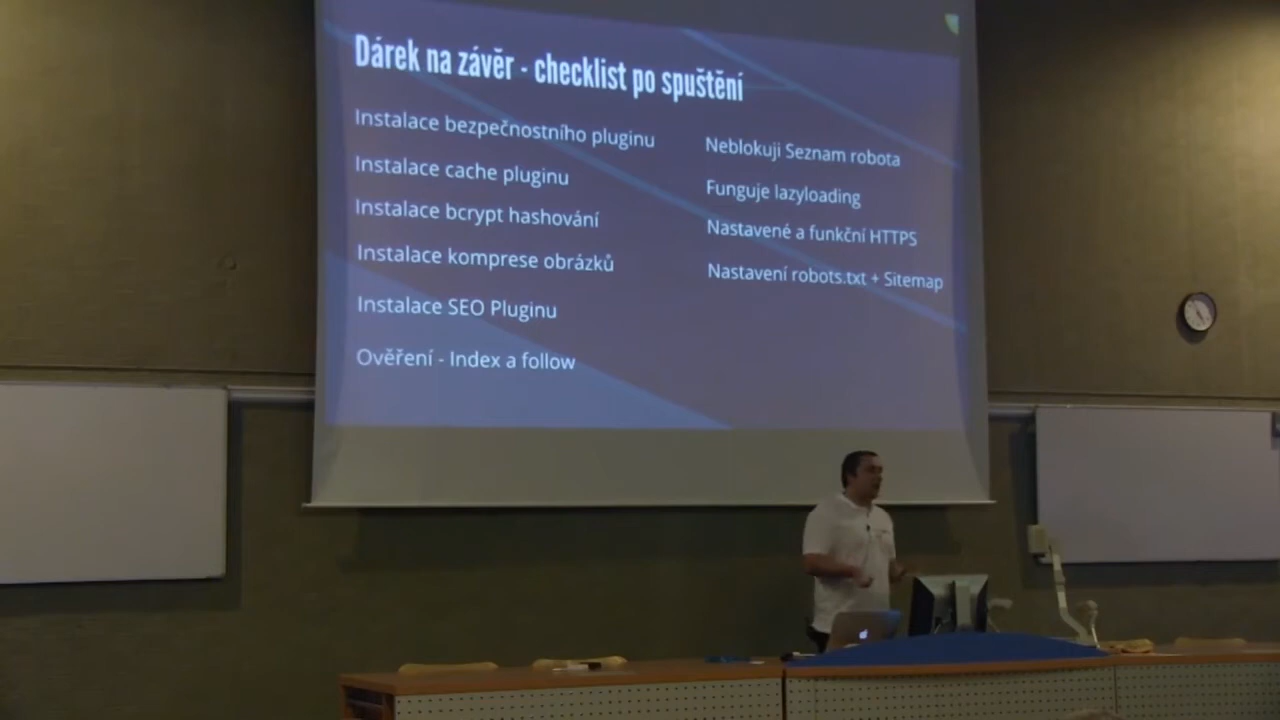 Dárek na závěr - checklist po spuštění
Instalace bezpečnostního pluginu
Instalace cache pluginu
Instalace bcrypt hashování
Instalace komprese obrázků
Instalace SEO Pluginu
Ověření - Index a follow
Neblokuji Seznam robota
Funguje lazyloading
Nastavené a funkční HTTPS
Nastavení robots.txt + Sitemap